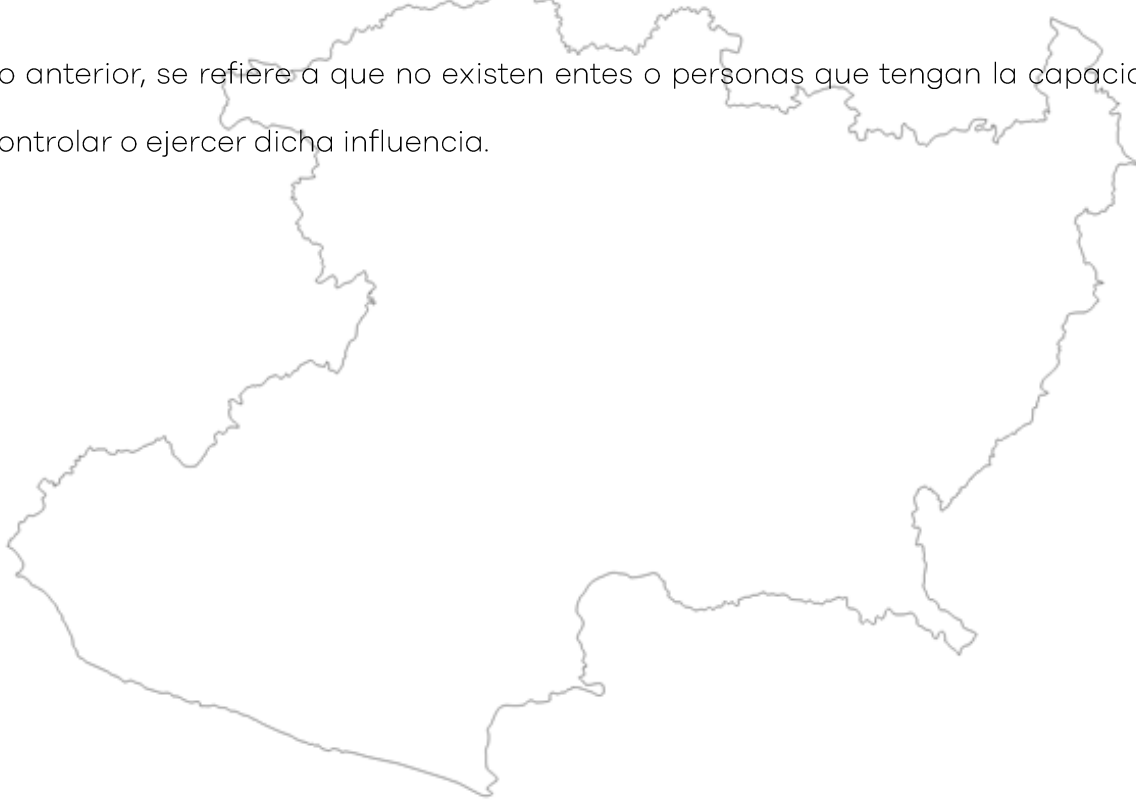 o anterior, se refiere a que no existen entes o personas que tengan la capacid
ontrolar o ejercer dicha influencia.